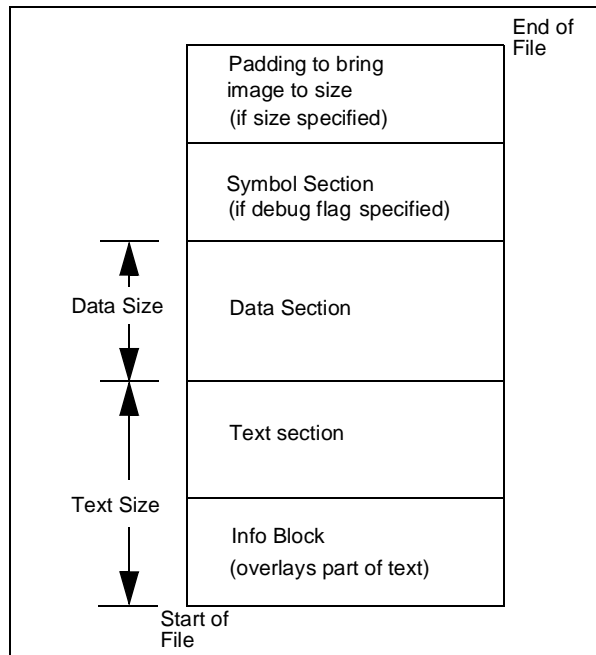 End of
File
Padding to bring
image to size
(if size specified)
Symbol Section
(if debug flag specified)
Data Size
Data Section
Text section
Text Size
Info Block
(overlays part of text)
Start of
File